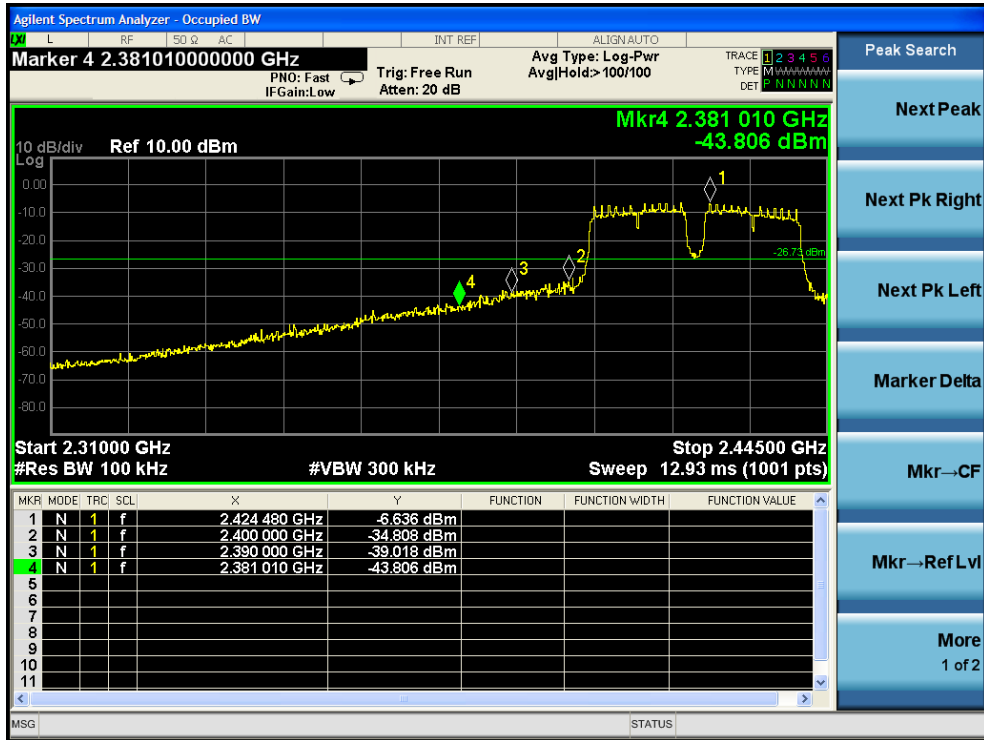 Agilent Spectrum Analyzer - Occupied BW
LXI L RF 50 Ω AC INT REF ALIGN AUTO
Marker 4 2.381010000000 GHz
PNO: Fast
IFGain:Low
Trig: Free Run
Atten: 20 dB
Avg Type: Log-Pwr
Avg|Hold:>100/100
TRACE 1 2 3 4 5 6
TYPE M
DET P N N N N N
Mkr4 2.381 010 GHz
-43.806 dBm
10 dB/div Ref 10.00 dBm
Log
0.00
-10.0
-20.0
-30.0
-40.0
-50.0
-60.0
-70.0
-80.0
1
2
3
4
-26.73 dBm
Start 2.31000 GHz Stop 2.44500 GHz
#Res BW 100 kHz #VBW 300 kHz Sweep 12.93 ms (1001 pts)
MKR MODE TRC SCL X Y FUNCTION FUNCTION WIDTH FUNCTION VALUE
1 N 1 f 2.424 480 GHz -6.636 dBm
2 N 1 f 2.400 000 GHz -34.808 dBm
3 N 1 f 2.390 000 GHz -39.018 dBm
4 N 1 f 2.381 010 GHz -43.806 dBm
5
6
7
8
9
10
11
MSG STATUS
Peak Search
Next Peak
Next Pk Right
Next Pk Left
Marker Delta
Mkr→CF
Mkr→Ref Lvl
More
1 of 2